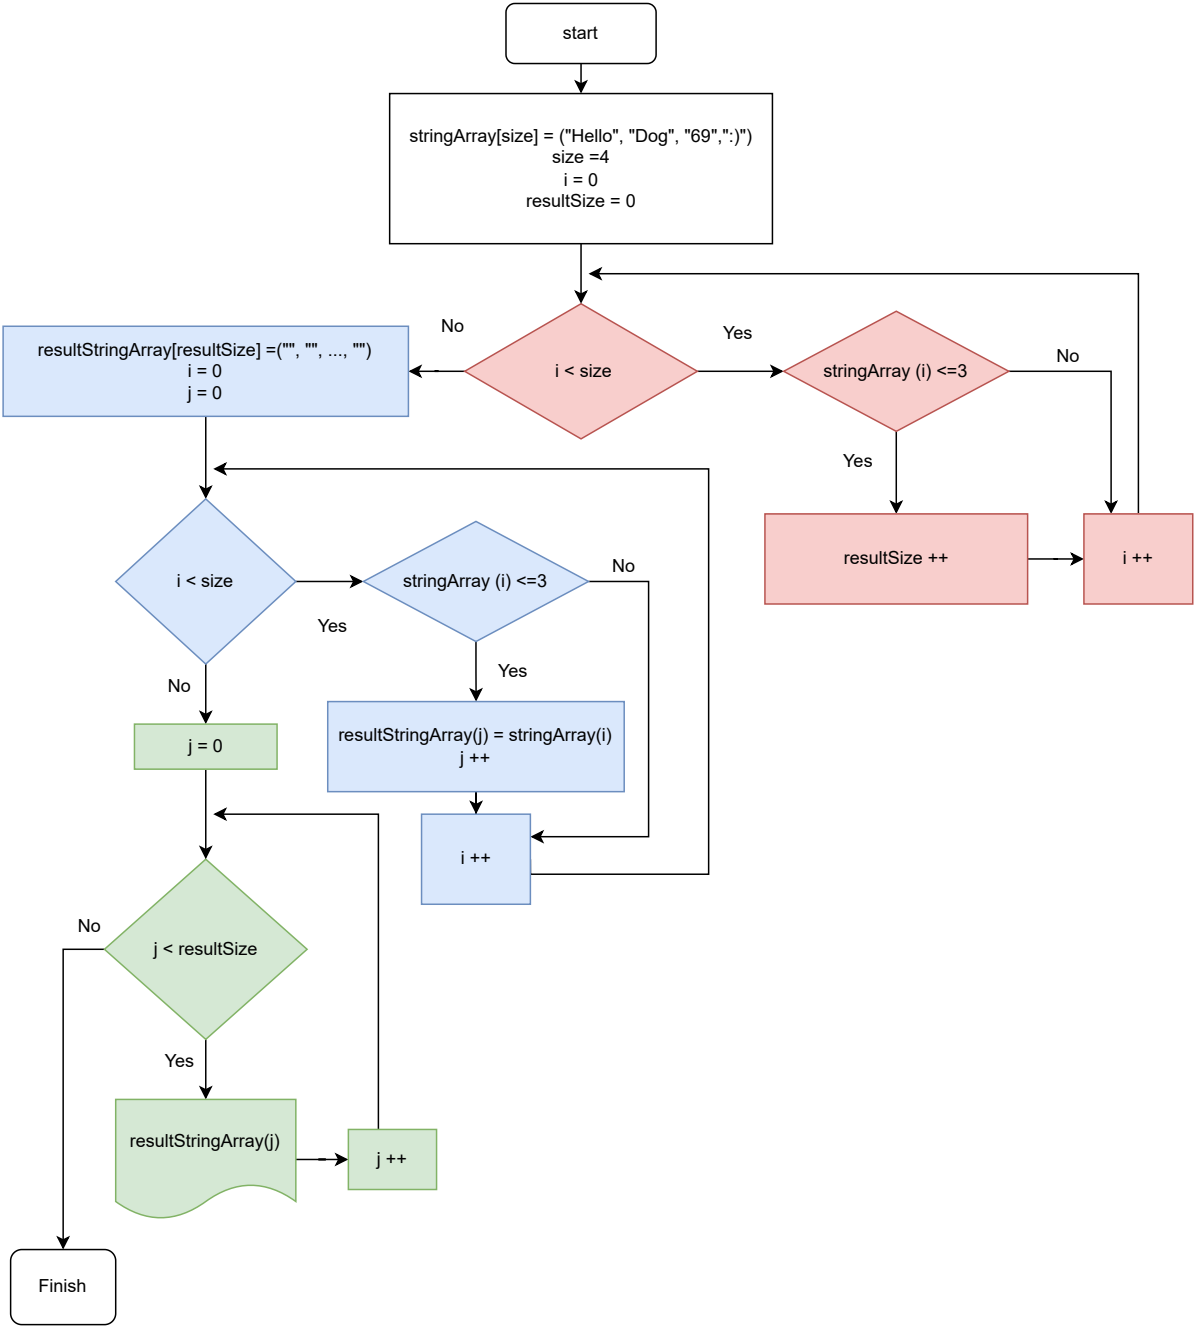 start
stringArray[size] = ("Hello", "Dog", "69",":)")
size =4
i = 0
resultSize = 0
No
Yes
i < size
stringArray (i) <=3
No
resultStringArray[resultSize] =("", "", ..., "")
i = 0
j = 0
Yes
resultSize ++
i ++
i < size
Yes
stringArray (i) <=3
No
Yes
No
resultStringArray(j) = stringArray(i)
j ++
j = 0
i ++
No
j < resultSize
Yes
resultStringArray(j)
j ++
Finish